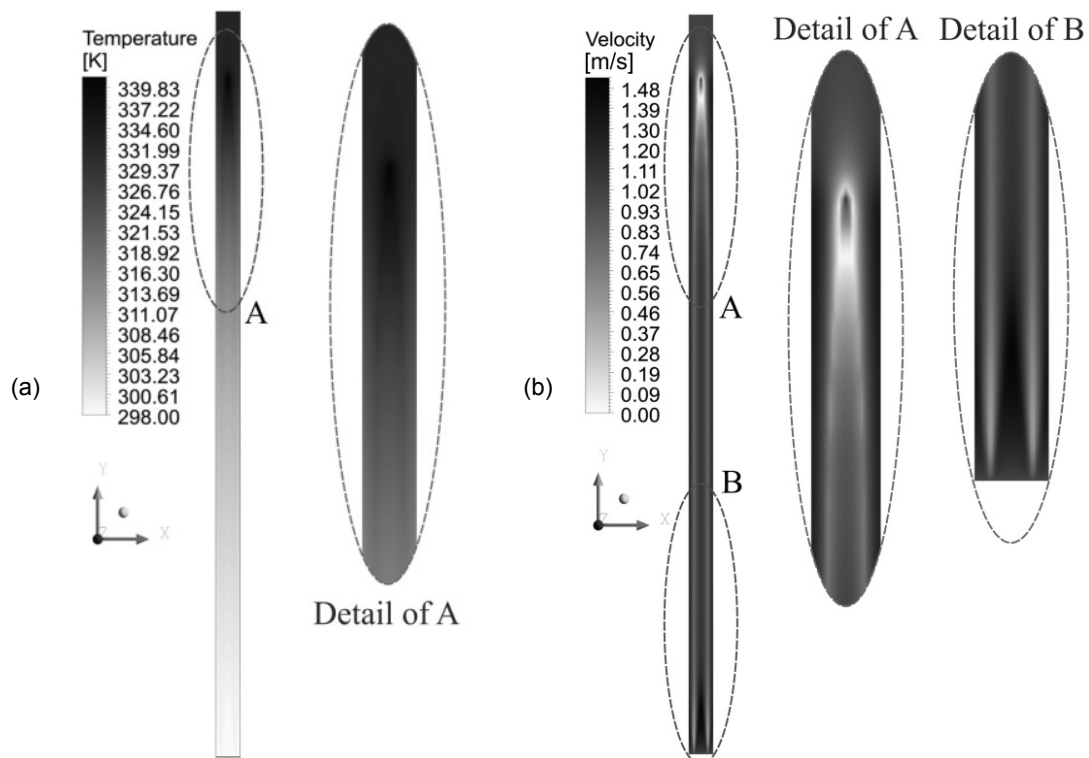 (a)
Temperature
[K]
339.83
337.22
334.60
331.99
329.37
326.76
324.15
321.53
318.92
316.30
313.69
311.07
308.46
305.84
303.23
300.61
298.00
A
Y
X
Z
Detail of A
(b)
Velocity
[m/s]
1.48
1.39
1.30
1.20
1.11
1.02
0.93
0.83
0.74
0.65
0.56
0.46
0.37
0.28
0.19
0.09
0.00
A
B
Y
X
Z
Detail of A
Detail of B